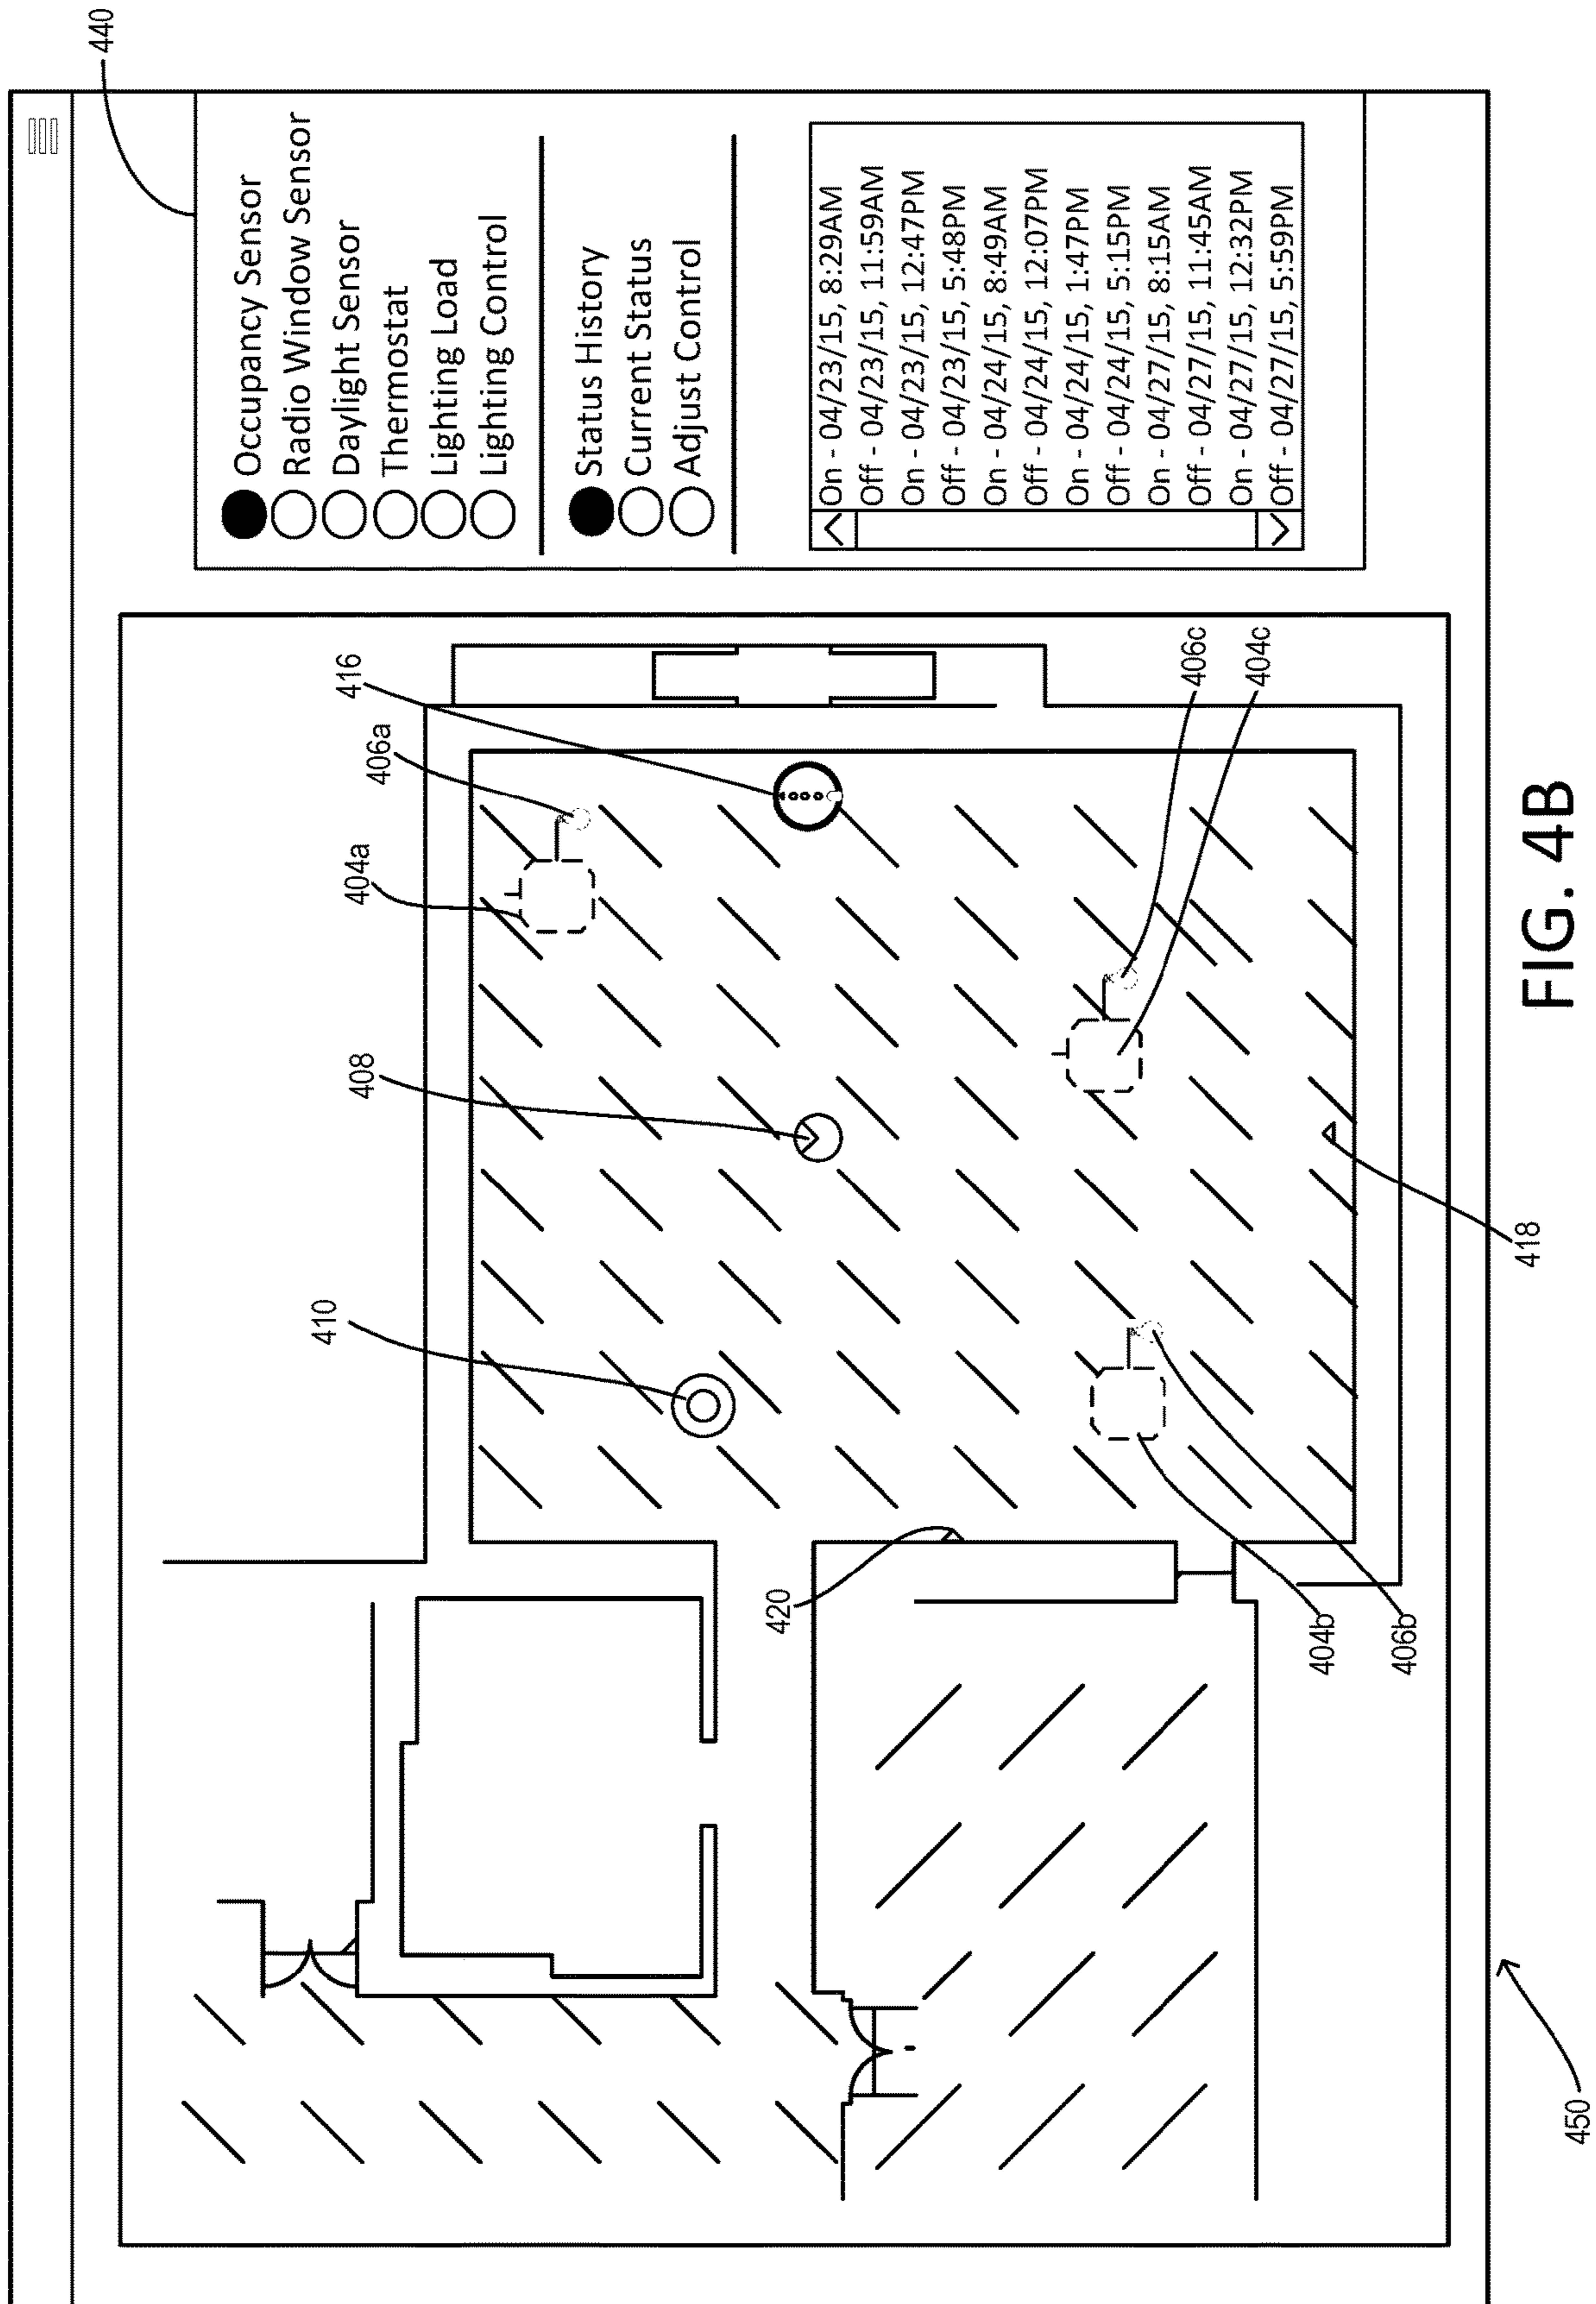 440
Occupancy Sensor
Radio Window Sensor
Daylight Sensor
Thermostat
Lighting Load
Lighting Control
Status History
Current Status
Adjust Control
On - 04/23/15, 8:29AM
Off - 04/23/15, 11:59AM
On - 04/23/15, 12:47PM
Off - 04/23/15, 5:48PM
On - 04/24/15, 8:49AM
Off - 04/24/15, 12:07PM
On - 04/24/15, 1:47PM
Off - 04/24/15, 5:15PM
On - 04/27/15, 8:15AM
Off - 04/27/15, 11:45AM
On - 04/27/15, 12:32PM
Off - 04/27/15, 5:59PM
410
408
404a
406a
416
420
404b
406b
418
406c
404c
450
FIG. 4B